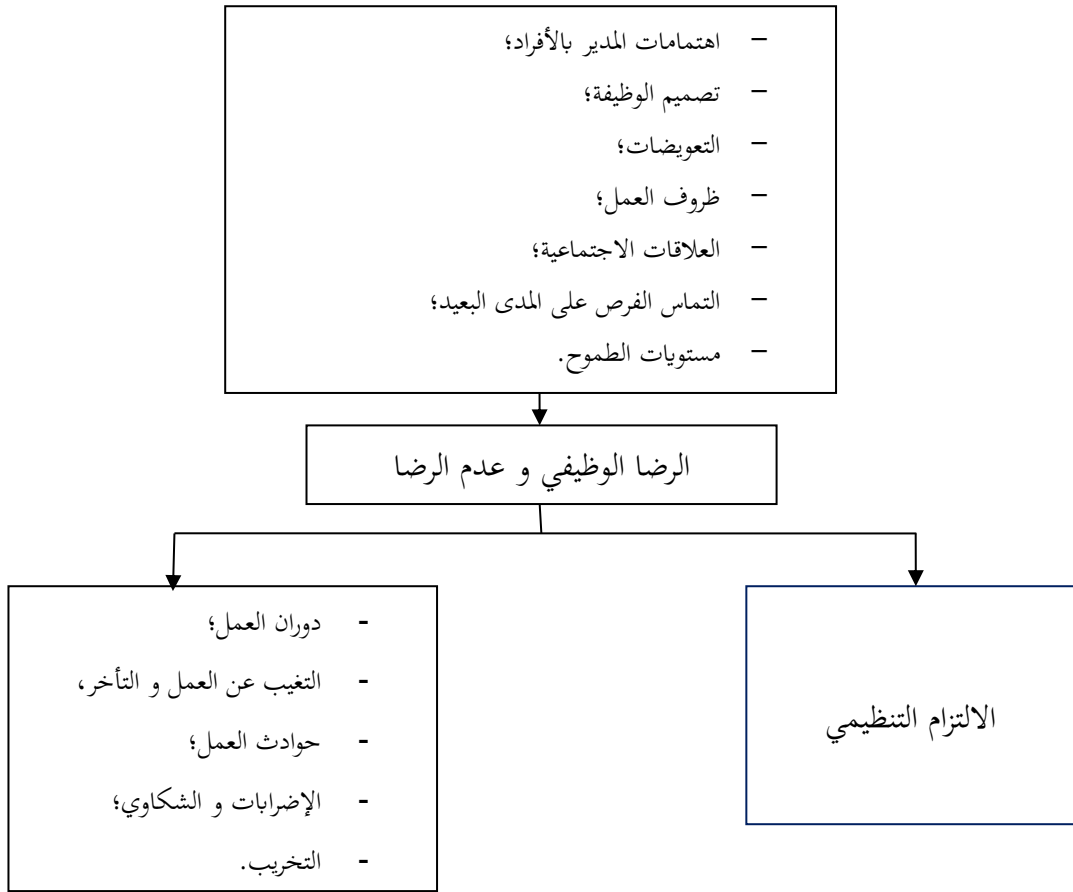 – اهتمامات المدير بالأفراد؛
– تصميم الوظيفة؛
– التعويضات؛
– ظروف العمل؛
– العلاقات الاجتماعية؛
– التماس الفرص على المدى البعيد؛
– مستويات الطموح.
الرضا الوظيفي و عدم الرضا
الالتزام التنظيمي
- دوران العمل؛
- التغيب عن العمل و التأخر،
- حوادث العمل؛
- الإضرابات و الشكاوي؛
- التخريب.